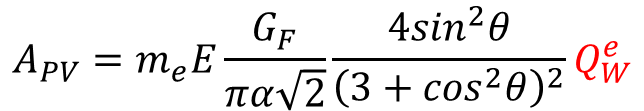 A_{PV} = m_e E \frac{G_F}{\pi\alpha\sqrt{2}} \frac{4sin^2\theta}{(3 + cos^2\theta)^2} Q_W^e